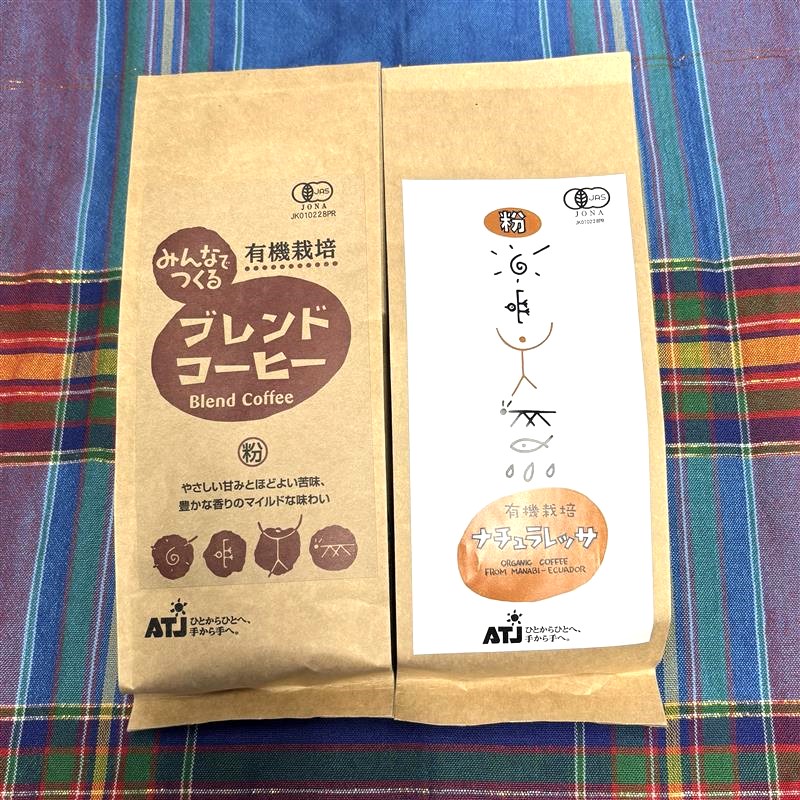 JAS
JONA
JK010228PR
みんなで
つくる
有機栽培
ブレンド
コーヒー
Blend Coffee
粉
やさしい甘みとほどよい苦味、
豊かな香りのマイルドな味わい
ATJ
ひとからひとへ、
手から手へ。
JAS
JONA
JK010228PR
粉
有機栽培
ナチュラレッサ
ORGANIC COFFEE
FROM MANABI-ECUADOR
ATJ
ひとからひとへ、
手から手へ。